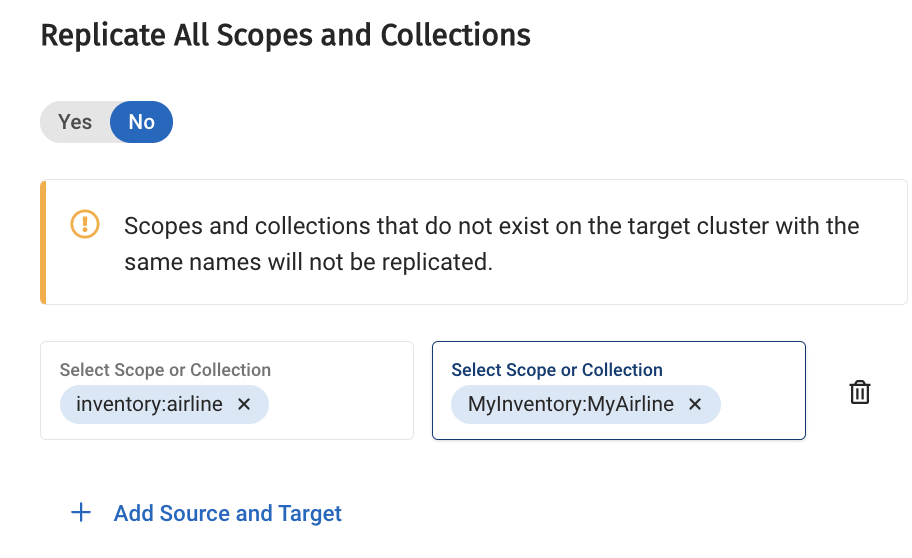 Replicate All Scopes and Collections
Yes No
Scopes and collections that do not exist on the target cluster with the
same names will not be replicated.
Select Scope or Collection
inventory:airline ×
Select Scope or Collection
MyInventory:MyAirline ×
+ Add Source and Target